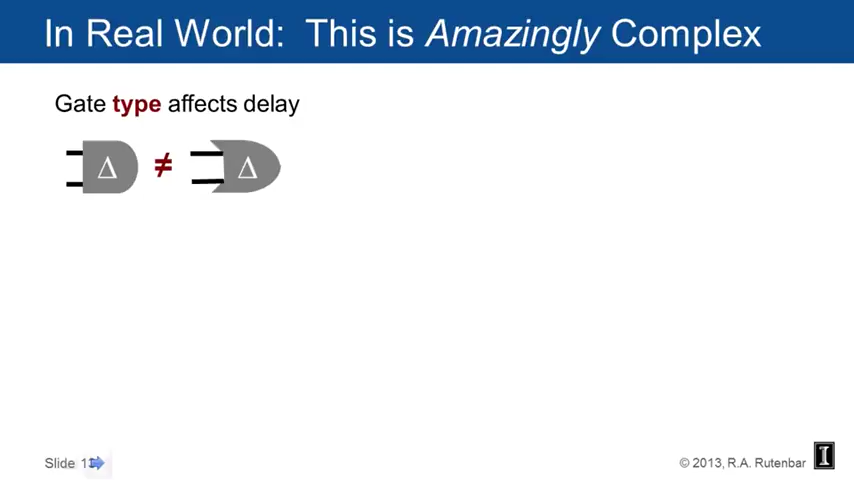 In Real World: This is Amazingly Complex
Gate type affects delay
Δ ≠ Δ
Slide
© 2013, R.A. Rutenbar
I